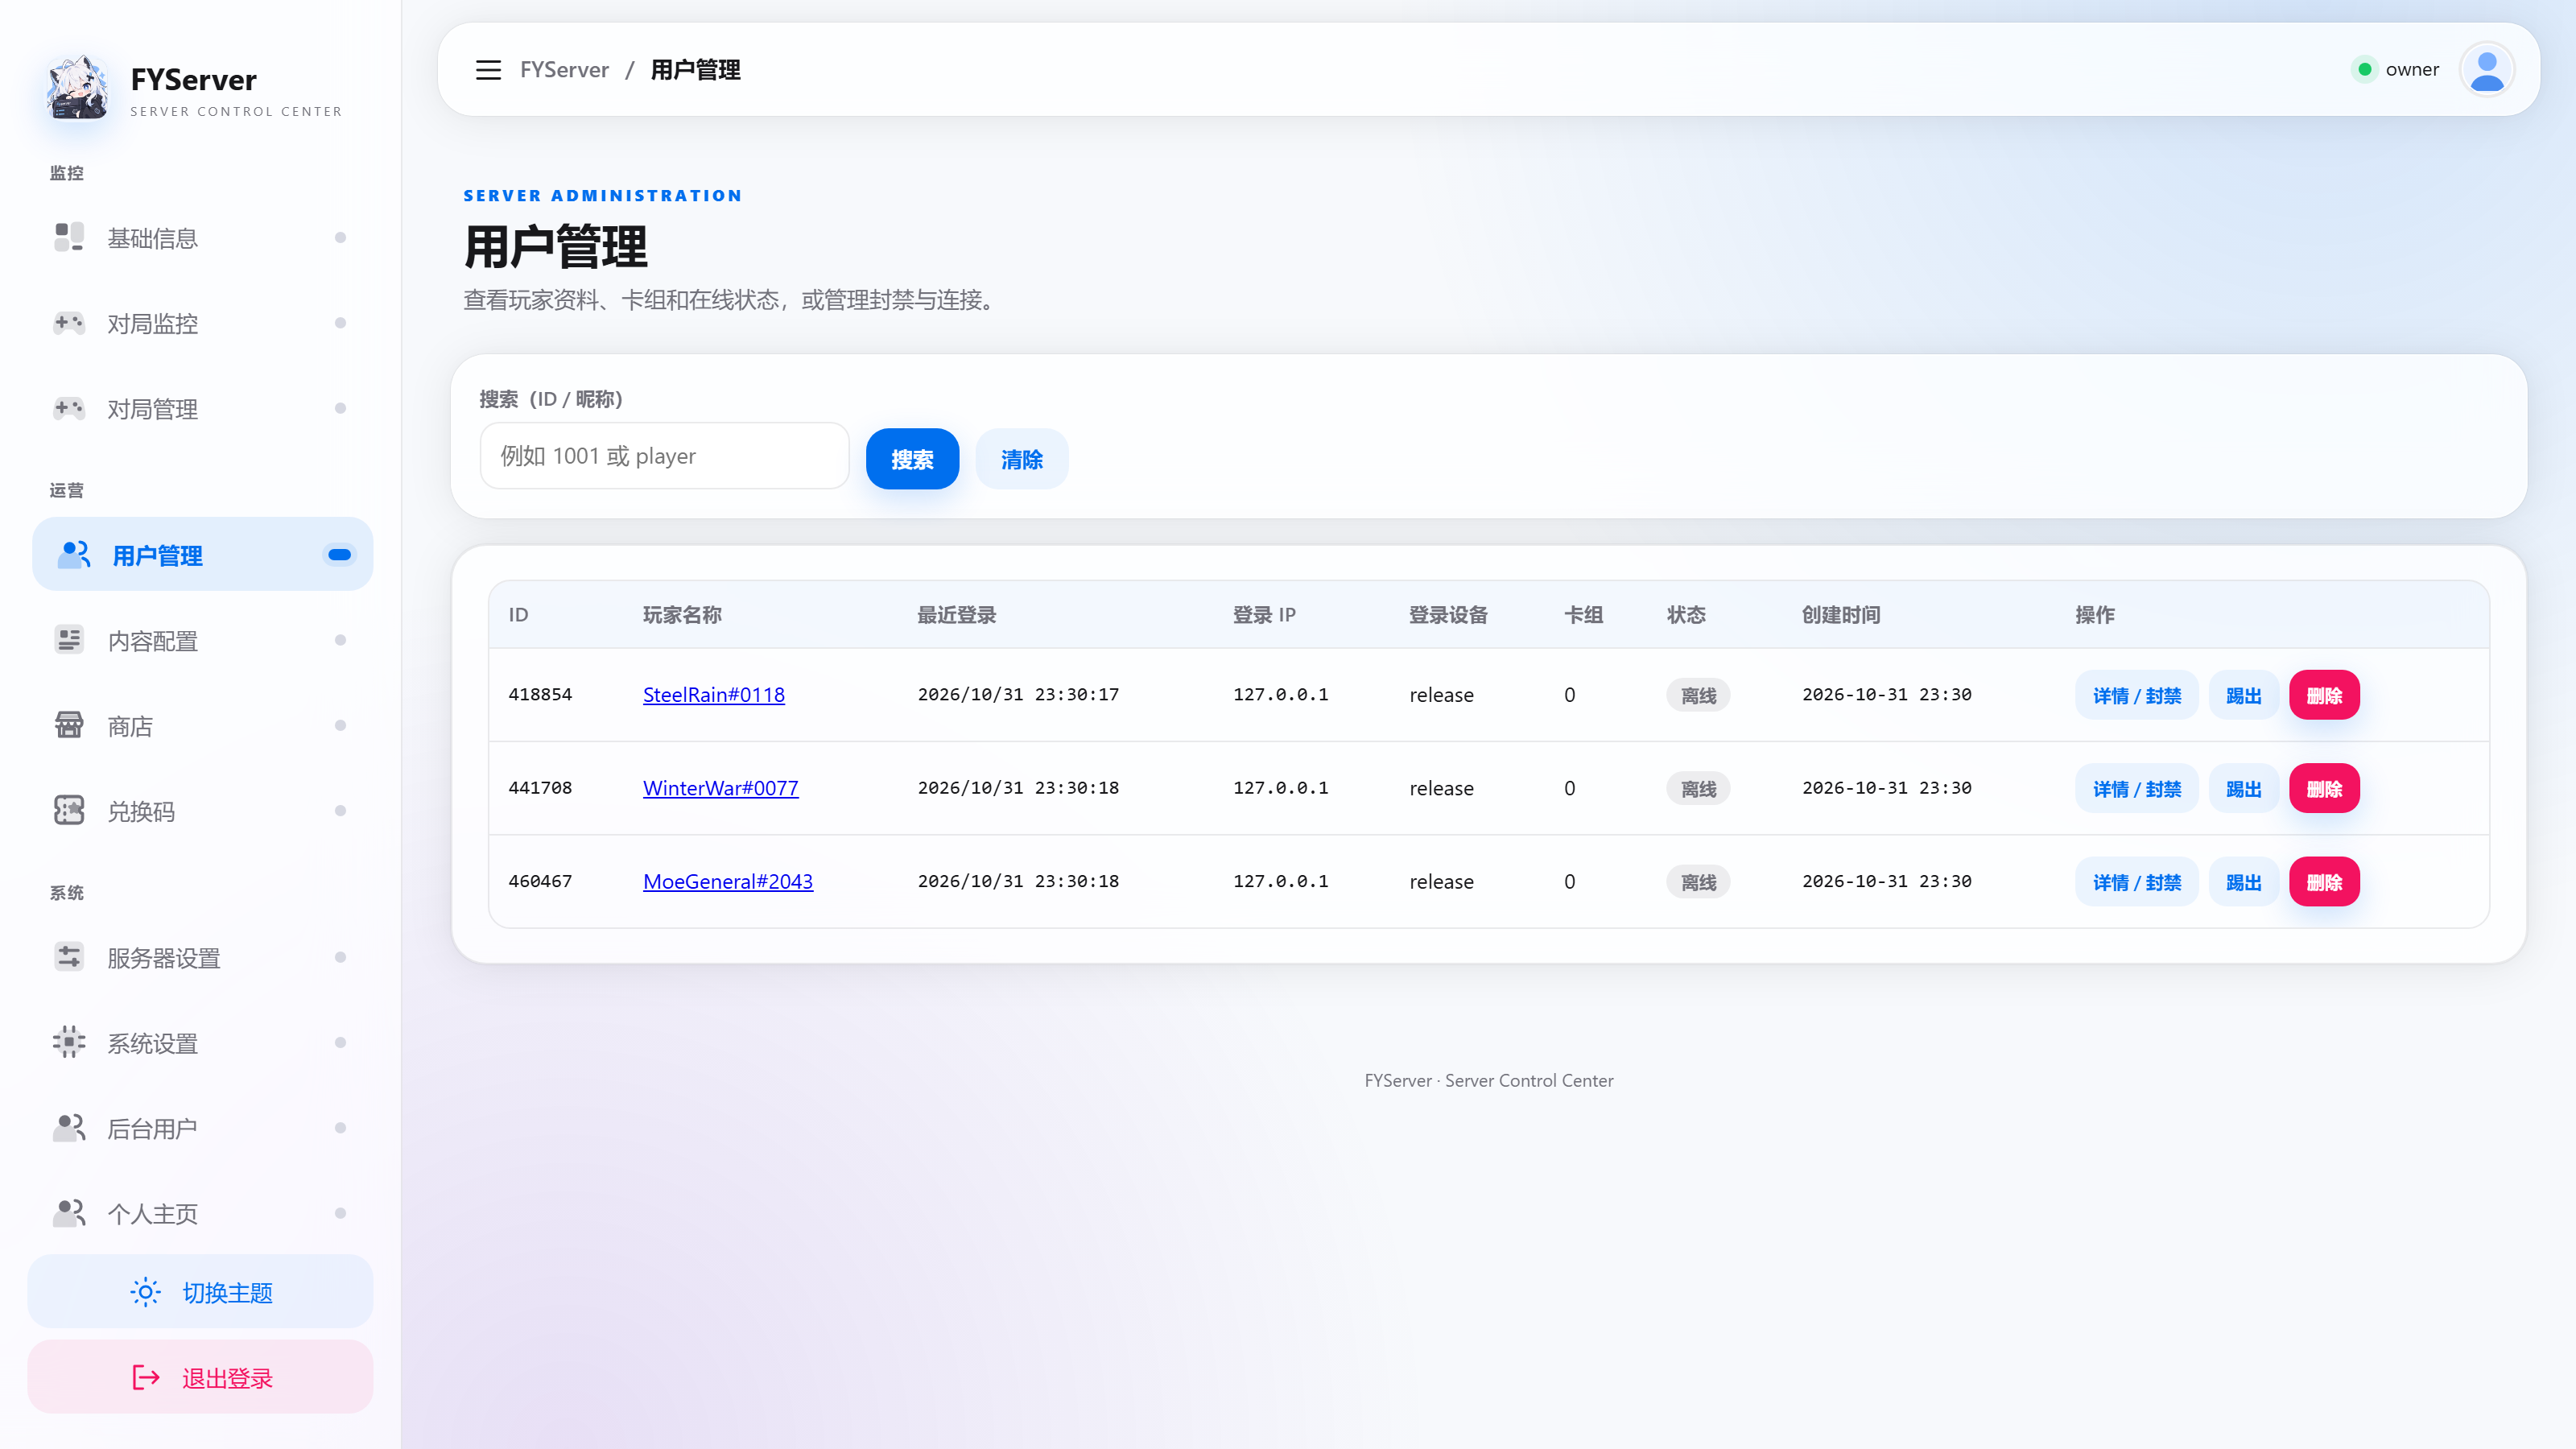 FYServer
SERVER CONTROL CENTER
监控
基础信息
对局监控
对局管理
运营
用户管理
内容配置
商店
兑换码
系统
服务器设置
系统设置
后台用户
个人主页
切换主题
退出登录
FYServer / 用户管理
owner
SERVER ADMINISTRATION
用户管理
查看玩家资料、卡组和在线状态，或管理封禁与连接。
搜索（ID / 昵称）
例如 1001 或 player 搜索 清除
ID 玩家名称 最近登录 登录 IP 登录设备 卡组 状态 创建时间 操作
418854 SteelRain#0118 2026/10/31 23:30:17 127.0.0.1 release 0 离线 2026-10-31 23:30 详情 / 封禁 踢出 删除
441708 WinterWar#0077 2026/10/31 23:30:18 127.0.0.1 release 0 离线 2026-10-31 23:30 详情 / 封禁 踢出 删除
460467 MoeGeneral#2043 2026/10/31 23:30:18 127.0.0.1 release 0 离线 2026-10-31 23:30 详情 / 封禁 踢出 删除
FYServer · Server Control Center